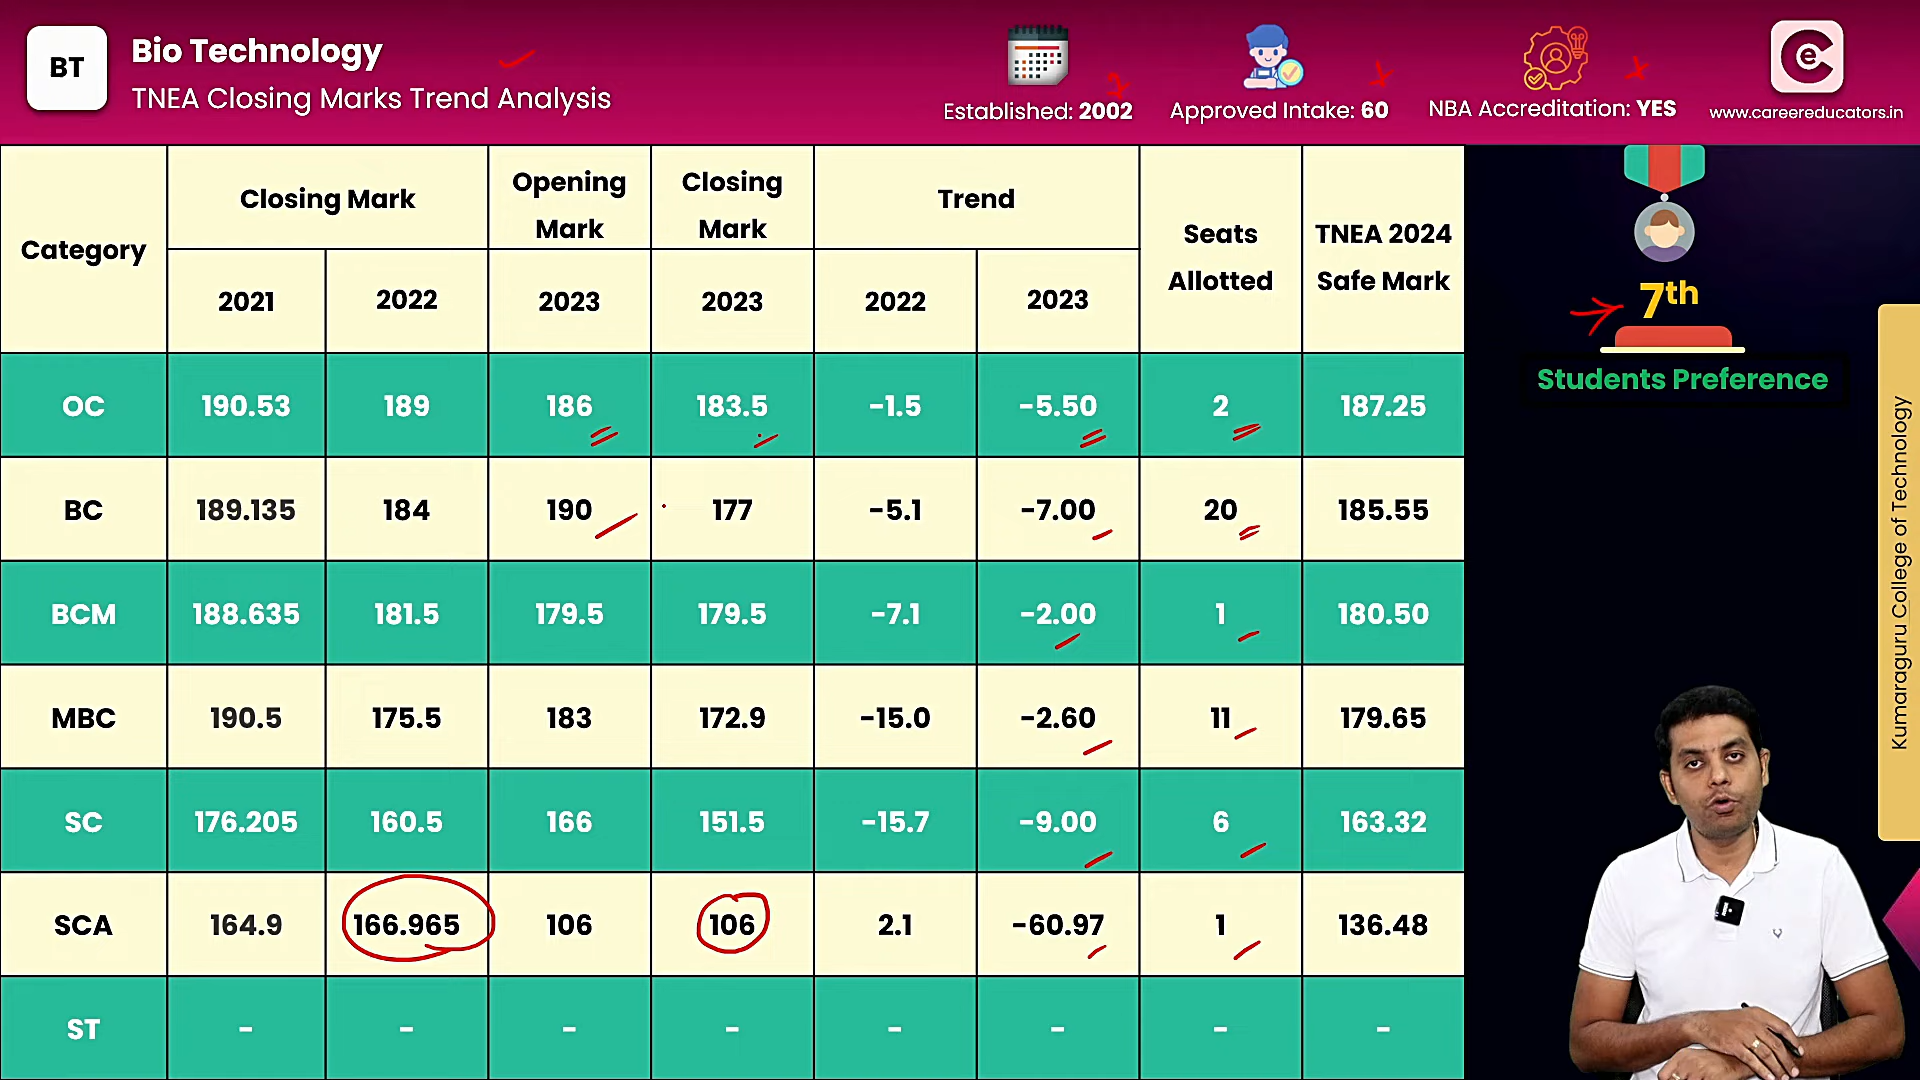 BT
Bio Technology
TNEA Closing Marks Trend Analysis
Established: 2002
Approved Intake: 60
NBA Accreditation: YES
e
www.careereducators.in
Category
Closing Mark
Opening
Mark
Closing
Mark
Trend
Seats
Allotted
TNEA 2024
Safe Mark
2021 2022 2023 2023 2022 2023
OC 190.53 189 186 183.5 -1.5 -5.50 2 187.25
BC 189.135 184 190 177 -5.1 -7.00 20 185.55
BCM 188.635 181.5 179.5 179.5 -7.1 -2.00 1 180.50
MBC 190.5 175.5 183 172.9 -15.0 -2.60 11 179.65
SC 176.205 160.5 166 151.5 -15.7 -9.00 6 163.32
SCA 164.9 166.965 106 106 2.1 -60.97 1 136.48
ST - - - - - - - -
7th
Students Preference
Kumaraguru College of Technology